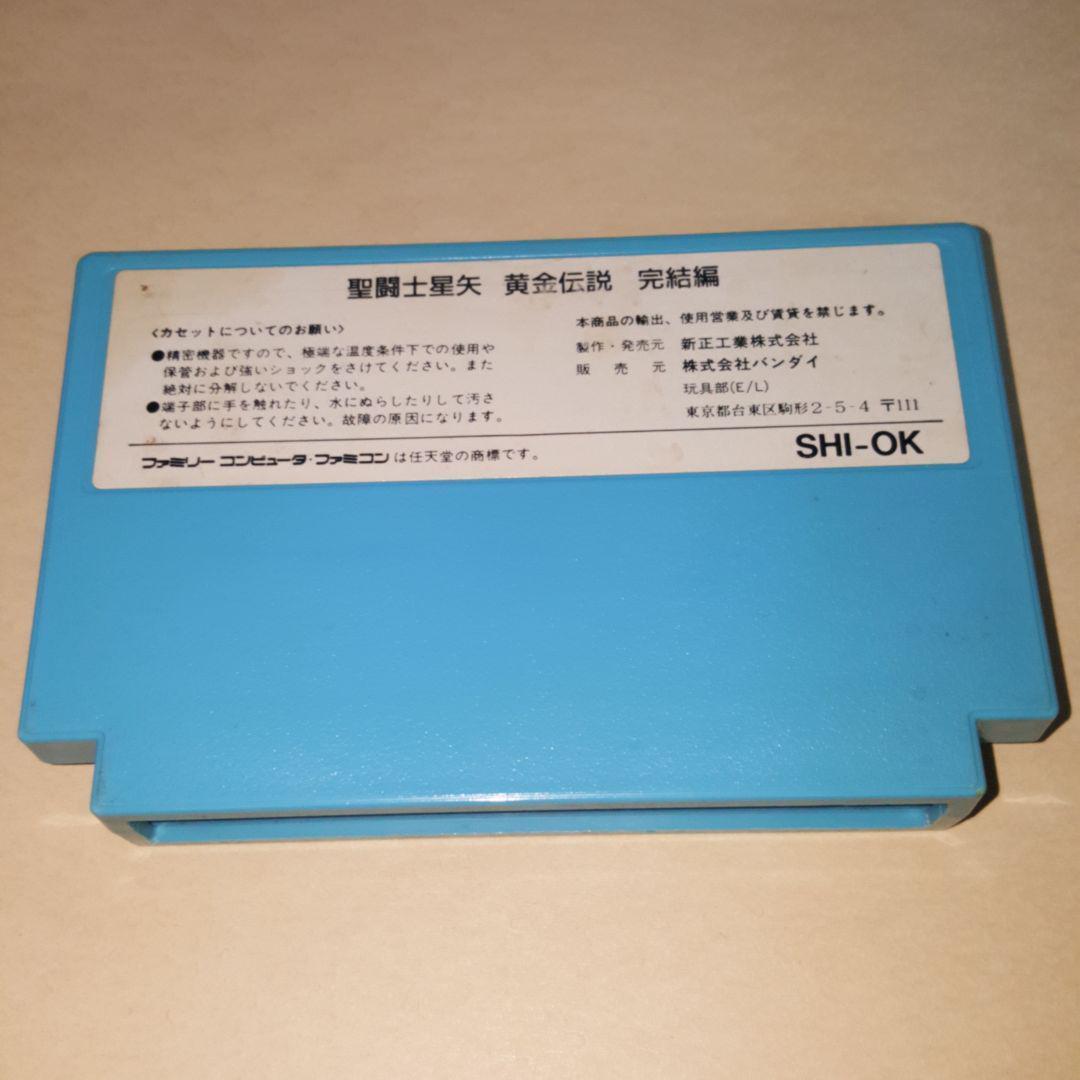 聖闘士星矢 黄金伝説 完結編
〈カセットについてのお願い〉
●精密機器ですので、極端な温度条件下での使用や
保管および強いショックをさけてください。また
絶対に分解しないでください。
●端子部に手を触れたり、水にぬらしたりして汚さ
ないようにしてください。故障の原因になります。
本商品の輸出、使用営業及び賃貸を禁じます。
製作・発売元 新正工業株式会社
販売元 株式会社バンダイ
玩具部(E/L)
東京都台東区駒形2-5-4 〒111
ファミリーコンピュータ・ファミコンは任天堂の商標です。
SHI-OK